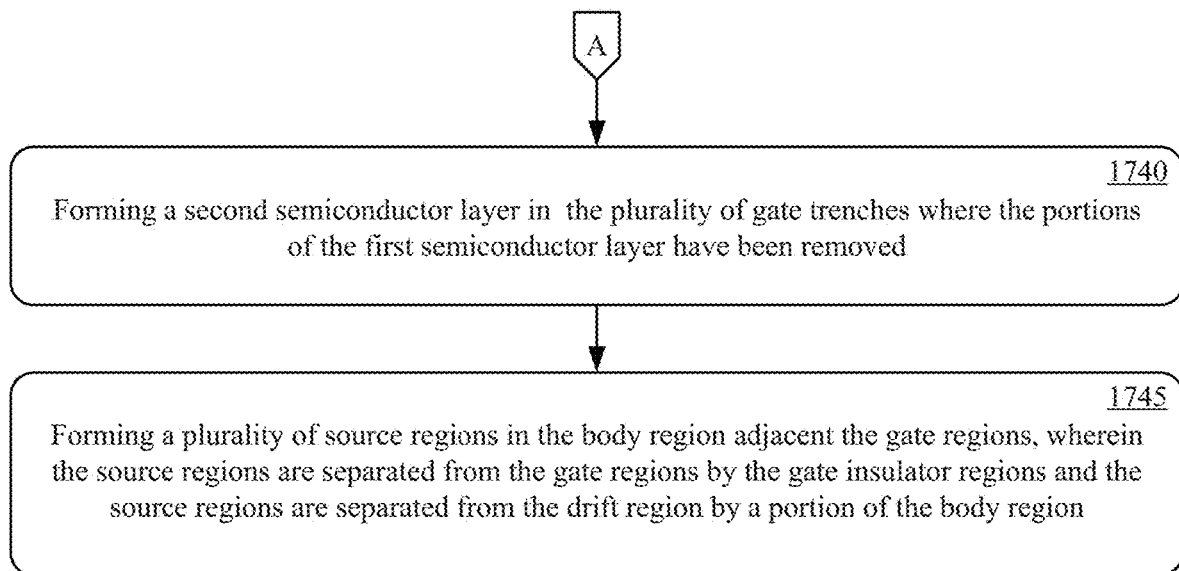 A
1740
Forming a second semiconductor layer in the plurality of gate trenches where the portions
of the first semiconductor layer have been removed
1745
Forming a plurality of source regions in the body region adjacent the gate regions, wherein
the source regions are separated from the gate regions by the gate insulator regions and the
source regions are separated from the drift region by a portion of the body region